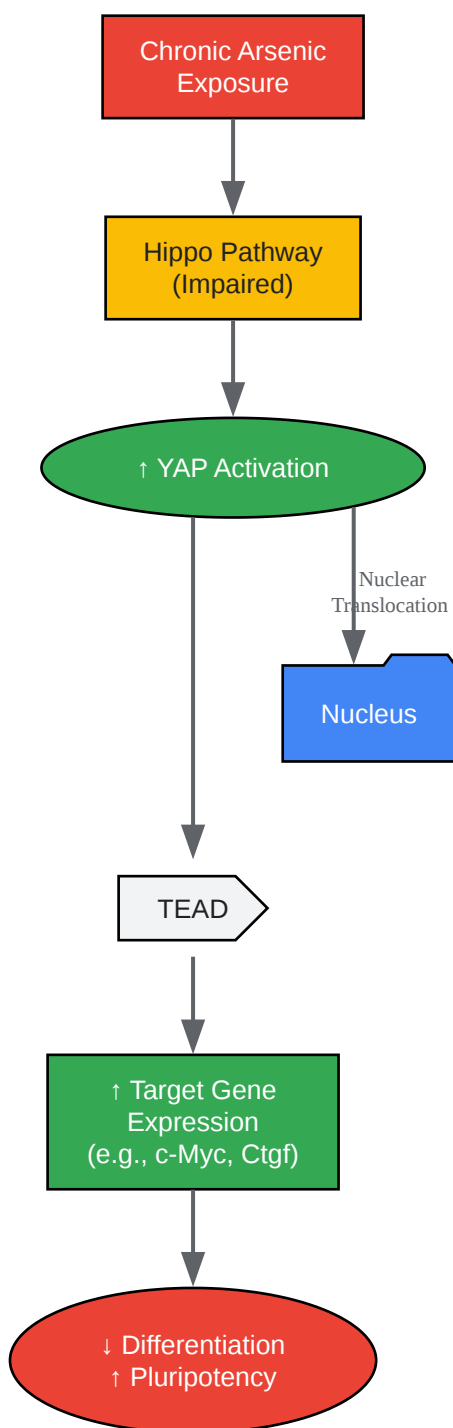 Chronic Arsenic
Exposure
Hippo Pathway
(Impaired)
↑ YAP Activation
Nuclear
Translocation
Nucleus
TEAD
↑ Target Gene
Expression
(e.g., c-Myc, Ctgf)
↓ Differentiation
↑ Pluripotency